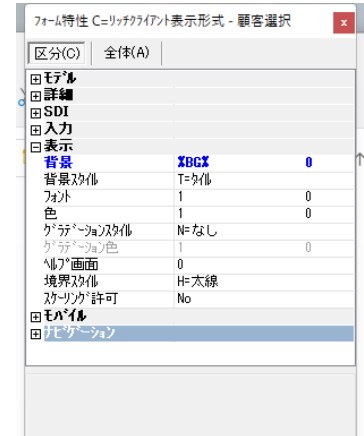 フォーム特性 C=リッチクライアント表示形式 - 顧客選択 x
区分(C) 全体(A)
モデル
詳細
SDI
入力
表示
背景 %BG% 0
背景スタイル T=タイル
フォント 1 0
色 1 0
グラデーションスタイル N=なし
グラデーション色 1 0
ヘルプ画面 0
境界スタイル H=太線
スケーリング許可 No
モバイル
ナビゲーション